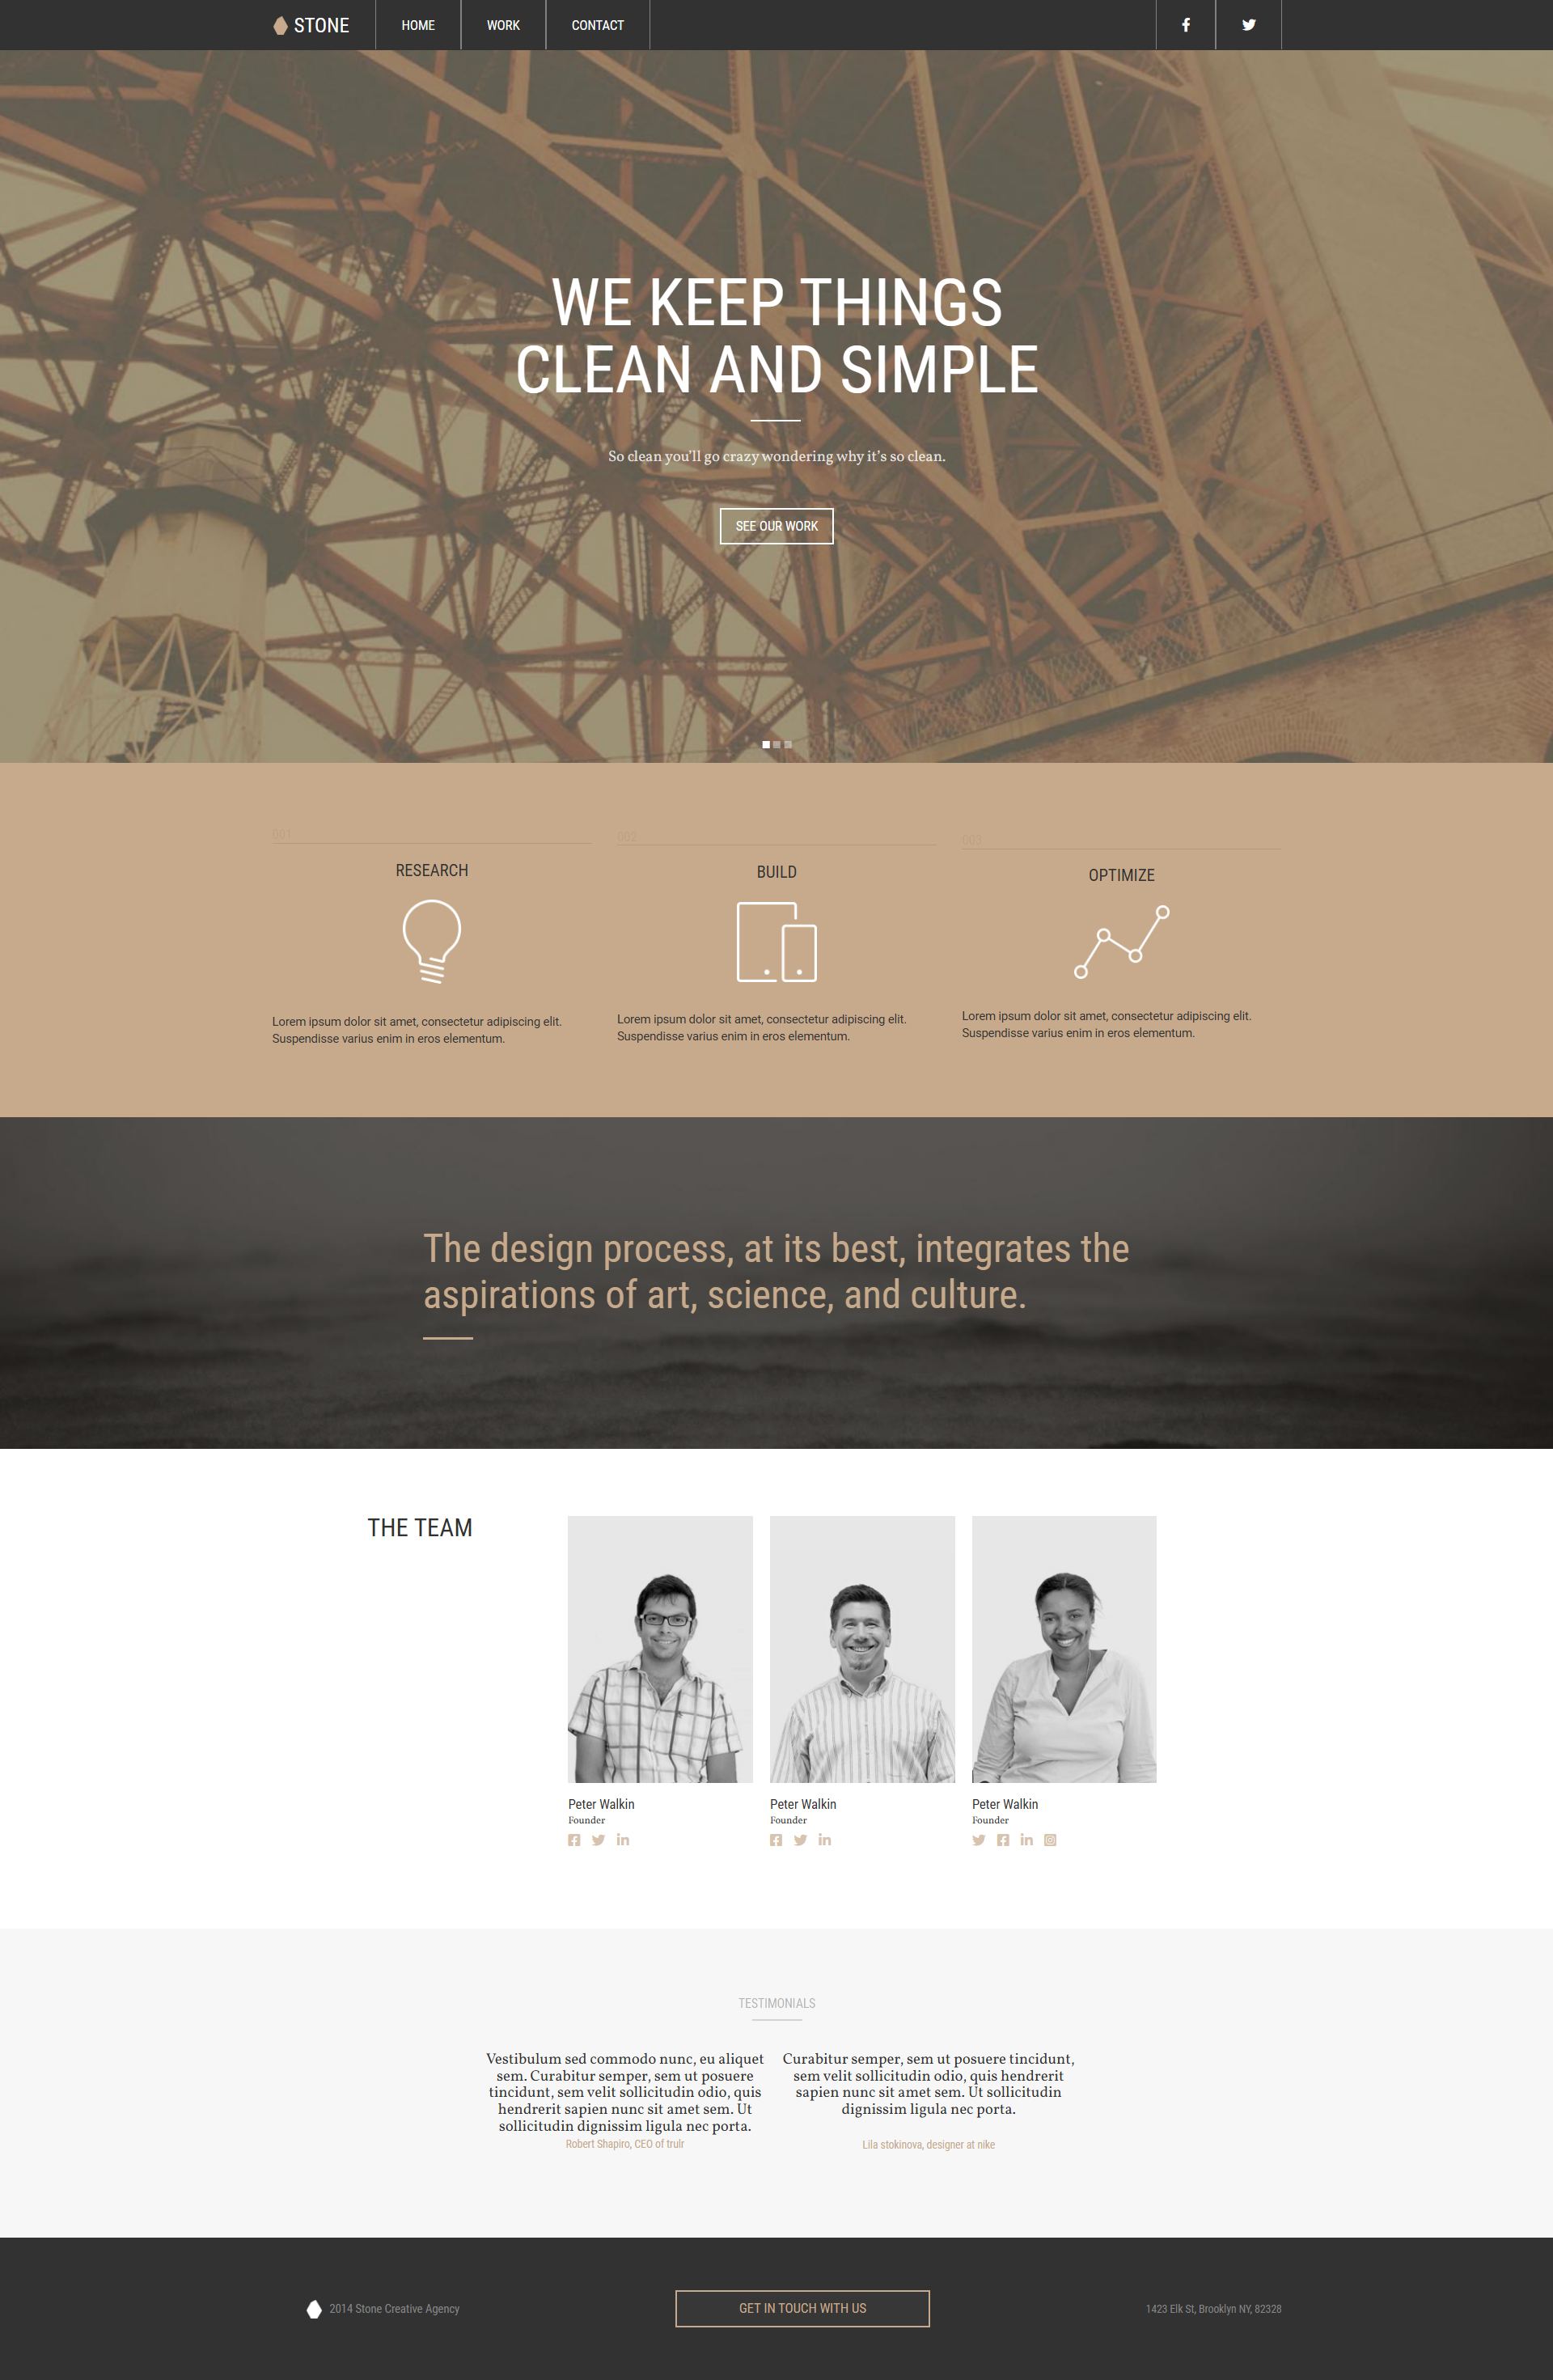 STONE
HOME
WORK
CONTACT
WE KEEP THINGS
CLEAN AND SIMPLE
So clean you'll go crazy wondering why it's so clean.
SEE OUR WORK
001
RESEARCH
Lorem ipsum dolor sit amet, consectetur adipiscing elit.
Suspendisse varius enim in eros elementum.
002
BUILD
Lorem ipsum dolor sit amet, consectetur adipiscing elit.
Suspendisse varius enim in eros elementum.
003
OPTIMIZE
Lorem ipsum dolor sit amet, consectetur adipiscing elit.
Suspendisse varius enim in eros elementum.
The design process, at its best, integrates the
aspirations of art, science, and culture.
THE TEAM
Peter Walkin
Founder
Peter Walkin
Founder
Peter Walkin
Founder
TESTIMONIALS
Vestibulum sed commodo nunc, eu aliquet
sem. Curabitur semper, sem ut posuere
tincidunt, sem velit sollicitudin odio, quis
hendrerit sapien nunc sit amet sem. Ut
sollicitudin dignissim ligula nec porta.
Robert Shapiro, CEO of trulr
Curabitur semper, sem ut posuere tincidunt,
sem velit sollicitudin odio, quis hendrerit
sapien nunc sit amet sem. Ut sollicitudin
dignissim ligula nec porta.
Lila stokinova, designer at nike
2014 Stone Creative Agency
GET IN TOUCH WITH US
1423 Elk St, Brooklyn NY, 82328